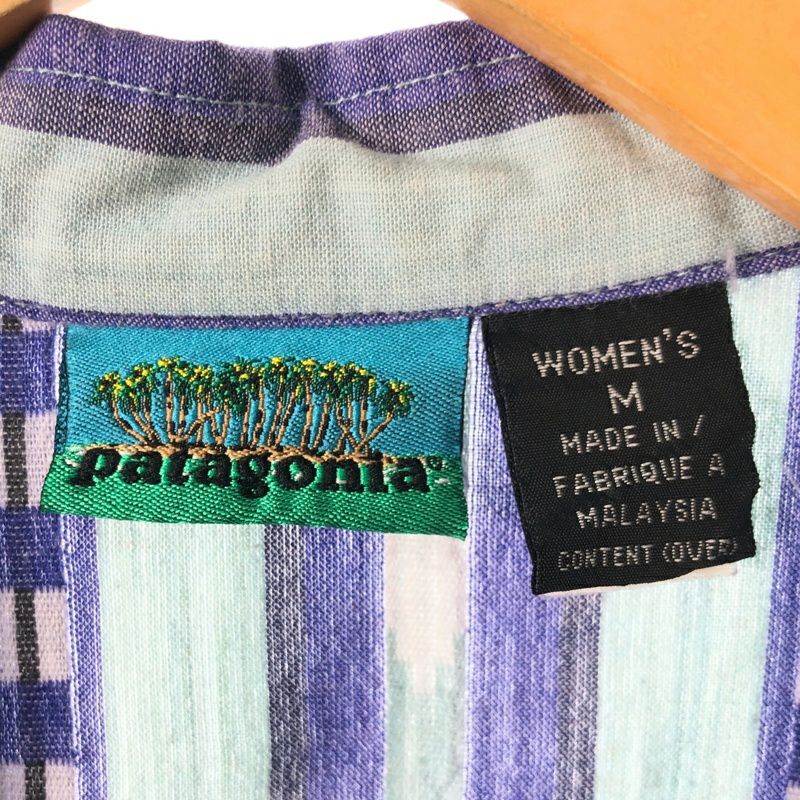 patagonia®
WOMEN'S
M
MADE IN /
FABRIQUE A
MALAYSIA
CONTENT (OVER)